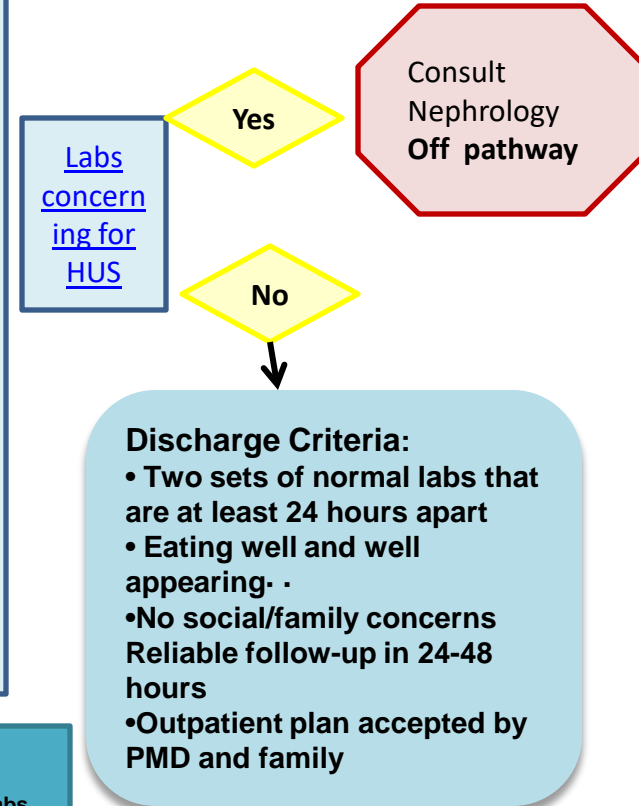 Consult
Nephrology
Off pathway
Yes
Labs
concern
ing for
HUS
No
Discharge Criteria:
• Two sets of normal labs that
are at least 24 hours apart
• Eating well and well
appearing· ·
•No social/family concerns
Reliable follow-up in 24-48
hours
•Outpatient plan accepted by
PMD and family